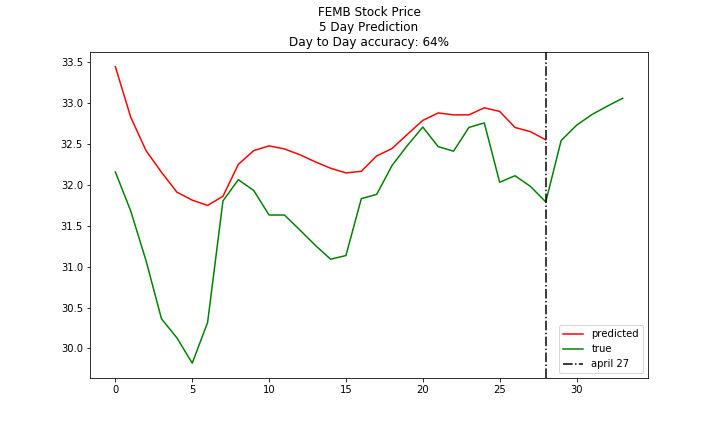 FEMB Stock Price
5 Day Prediction
Day to Day accuracy: 64%
33.5
33.0
32.5
32.0
31.5
31.0
30.5
30.0
0 5 10 15 20 25 30
predicted
true
april 27